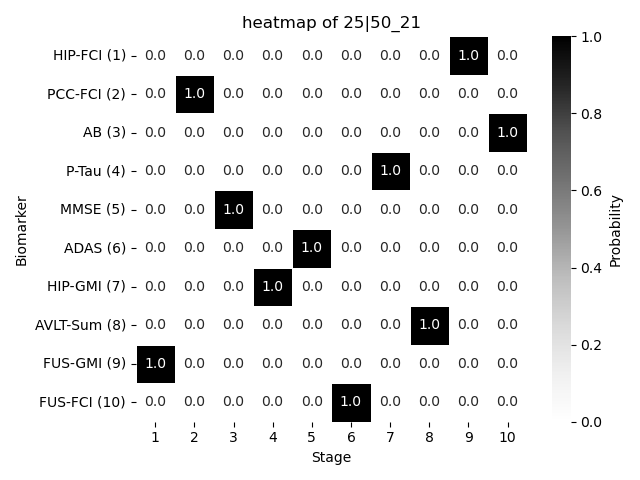 heatmap of 25|50_21
HIP-FCI (1) 0.0 0.0 0.0 0.0 0.0 0.0 0.0 0.0 1.0 0.0
PCC-FCI (2) 0.0 1.0 0.0 0.0 0.0 0.0 0.0 0.0 0.0 0.0
AB (3) 0.0 0.0 0.0 0.0 0.0 0.0 0.0 0.0 0.0 1.0
P-Tau (4) 0.0 0.0 0.0 0.0 0.0 0.0 1.0 0.0 0.0 0.0
MMSE (5) 0.0 0.0 1.0 0.0 0.0 0.0 0.0 0.0 0.0 0.0
ADAS (6) 0.0 0.0 0.0 0.0 1.0 0.0 0.0 0.0 0.0 0.0
HIP-GMI (7) 0.0 0.0 0.0 1.0 0.0 0.0 0.0 0.0 0.0 0.0
AVLT-Sum (8) 0.0 0.0 0.0 0.0 0.0 0.0 0.0 1.0 0.0 0.0
FUS-GMI (9) 1.0 0.0 0.0 0.0 0.0 0.0 0.0 0.0 0.0 0.0
FUS-FCI (10) 0.0 0.0 0.0 0.0 0.0 1.0 0.0 0.0 0.0 0.0
1 2 3 4 5 6 7 8 9 10
Stage
Biomarker
1.0
0.8
0.6
0.4
0.2
0.0
Probability